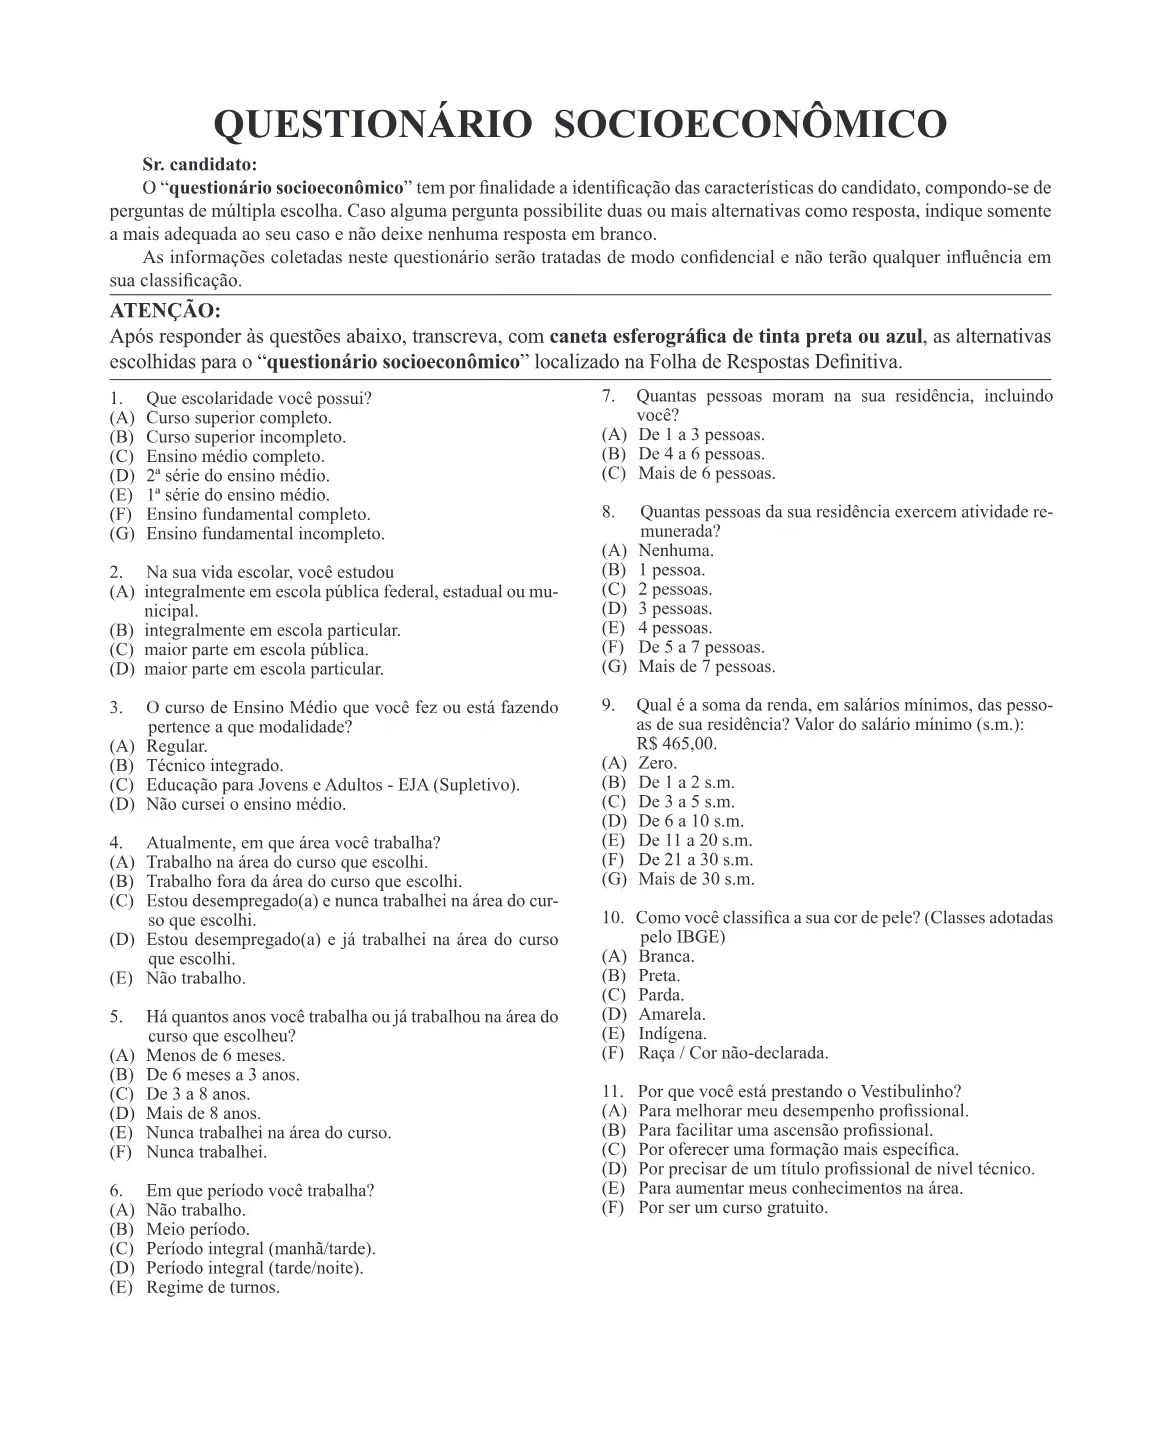 QUESTIONÁRIO SOCIOECONÔMICO
Sr. candidato:
O “questionário socioeconômico” tem por finalidade a identificação das características do candidato, compondo-se de
perguntas de múltipla escolha. Caso alguma pergunta possibilite duas ou mais alternativas como resposta, indique somente
a mais adequada ao seu caso e não deixe nenhuma resposta em branco.
As informações coletadas neste questionário serão tratadas de modo confidencial e não terão qualquer influência em
sua classificação.
ATENÇÃO:
Após responder às questões abaixo, transcreva, com caneta esferográfica de tinta preta ou azul, as alternativas
escolhidas para o “questionário socioeconômico” localizado na Folha de Respostas Definitiva.
1. Que escolaridade você possui?
(A) Curso superior completo.
(B) Curso superior incompleto.
(C) Ensino médio completo.
(D) 2ª série do ensino médio.
(E) 1ª série do ensino médio.
(F) Ensino fundamental completo.
(G) Ensino fundamental incompleto.
2. Na sua vida escolar, você estudou
(A) integralmente em escola pública federal, estadual ou mu-
nicipal.
(B) integralmente em escola particular.
(C) maior parte em escola pública.
(D) maior parte em escola particular.
3. O curso de Ensino Médio que você fez ou está fazendo
pertence a que modalidade?
(A) Regular.
(B) Técnico integrado.
(C) Educação para Jovens e Adultos - EJA (Supletivo).
(D) Não cursei o ensino médio.
4. Atualmente, em que área você trabalha?
(A) Trabalho na área do curso que escolhi.
(B) Trabalho fora da área do curso que escolhi.
(C) Estou desempregado(a) e nunca trabalhei na área do cur-
so que escolhi.
(D) Estou desempregado(a) e já trabalhei na área do curso
que escolhi.
(E) Não trabalho.
5. Há quantos anos você trabalha ou já trabalhou na área do
curso que escolheu?
(A) Menos de 6 meses.
(B) De 6 meses a 3 anos.
(C) De 3 a 8 anos.
(D) Mais de 8 anos.
(E) Nunca trabalhei na área do curso.
(F) Nunca trabalhei.
6. Em que período você trabalha?
(A) Não trabalho.
(B) Meio período.
(C) Período integral (manhã/tarde).
(D) Período integral (tarde/noite).
(E) Regime de turnos.
7. Quantas pessoas moram na sua residência, incluindo
você?
(A) De 1 a 3 pessoas.
(B) De 4 a 6 pessoas.
(C) Mais de 6 pessoas.
8. Quantas pessoas da sua residência exercem atividade re-
munerada?
(A) Nenhuma.
(B) 1 pessoa.
(C) 2 pessoas.
(D) 3 pessoas.
(E) 4 pessoas.
(F) De 5 a 7 pessoas.
(G) Mais de 7 pessoas.
9. Qual é a soma da renda, em salários mínimos, das pesso-
as de sua residência? Valor do salário mínimo (s.m.):
R$ 465,00.
(A) Zero.
(B) De 1 a 2 s.m.
(C) De 3 a 5 s.m.
(D) De 6 a 10 s.m.
(E) De 11 a 20 s.m.
(F) De 21 a 30 s.m.
(G) Mais de 30 s.m.
10. Como você classifica a sua cor de pele? (Classes adotadas
pelo IBGE)
(A) Branca.
(B) Preta.
(C) Parda.
(D) Amarela.
(E) Indígena.
(F) Raça / Cor não-declarada.
11. Por que você está prestando o Vestibulinho?
(A) Para melhorar meu desempenho profissional.
(B) Para facilitar uma ascensão profissional.
(C) Por oferecer uma formação mais específica.
(D) Por precisar de um título profissional de nível técnico.
(E) Para aumentar meus conhecimentos na área.
(F) Por ser um curso gratuito.